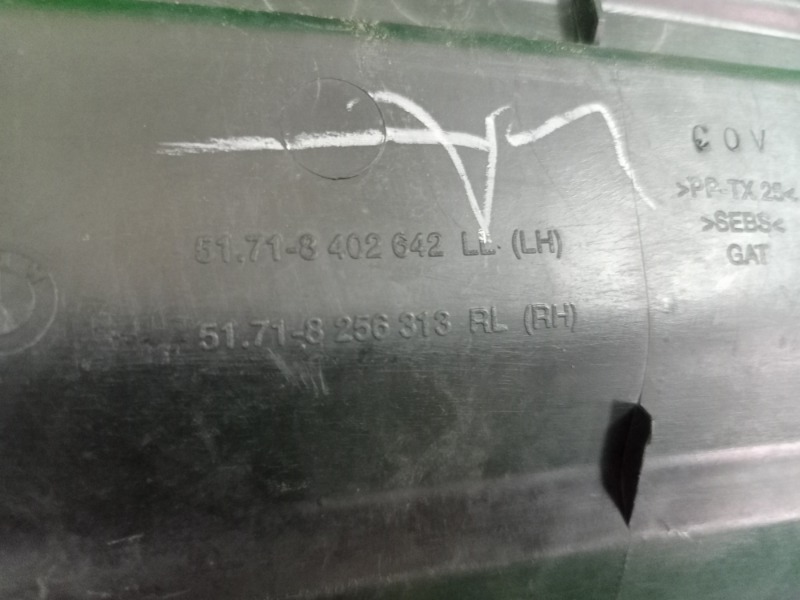 COV
>PP-TX 25<
>SEBS<
GAT
51.71-8 402 642 LL (LH)
51.71-8 256 313 RL (RH)